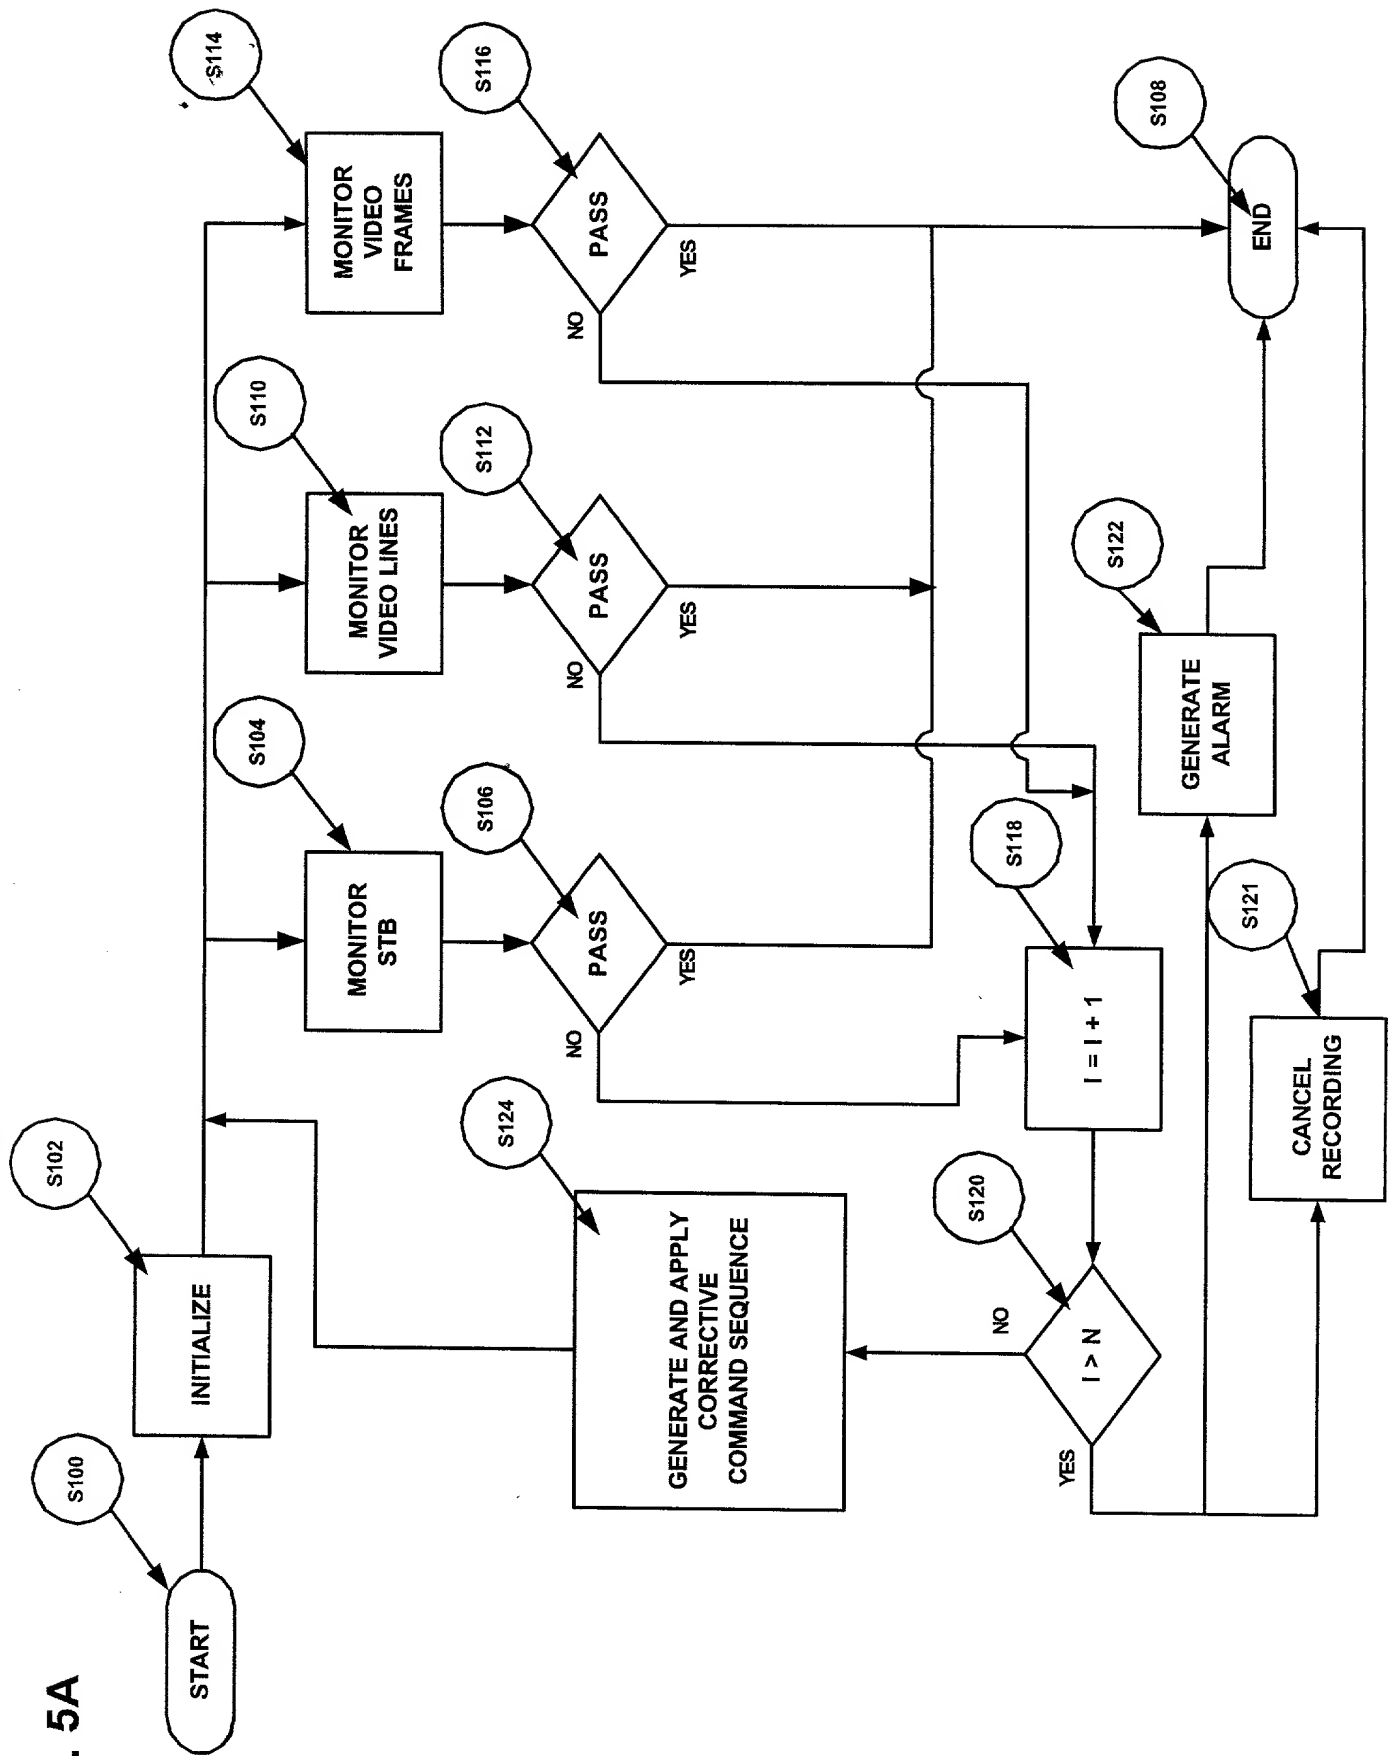 . 5A
S100
START
S102
INITIALIZE
S104
MONITOR
STB
S110
MONITOR
VIDEO LINES
S114
MONITOR
VIDEO
FRAMES
S106
PASS
NO
YES
S112
PASS
NO
YES
S116
PASS
NO
YES
S124
GENERATE AND APPLY
CORRECTIVE
COMMAND SEQUENCE
S118
I = I + 1
S120
I > N
NO
YES
S122
GENERATE
ALARM
S121
CANCEL
RECORDING
S108
END